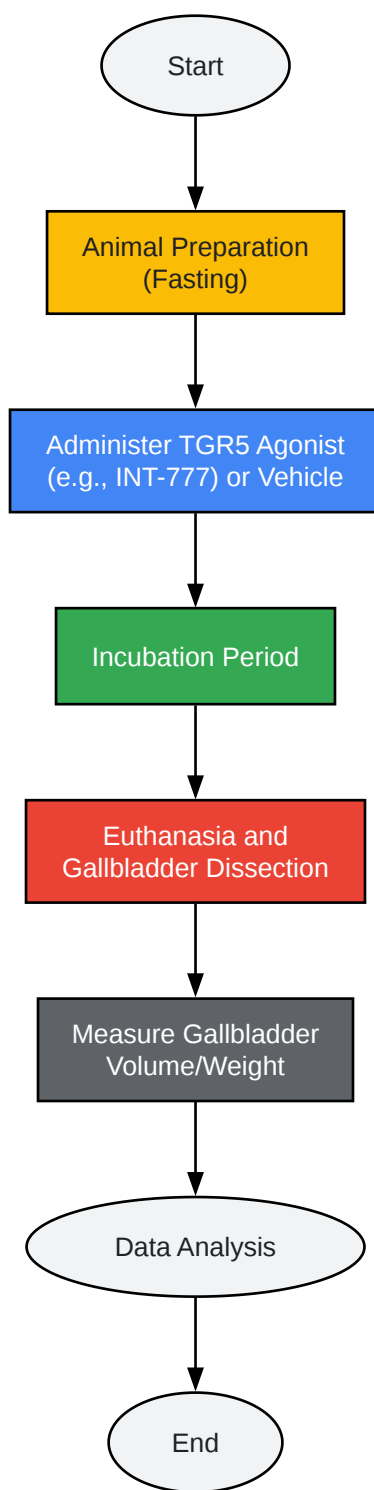 Start
Animal Preparation
(Fasting)
Administer TGR5 Agonist
(e.g., INT-777) or Vehicle
Incubation Period
Euthanasia and
Gallbladder Dissection
Measure Gallbladder
Volume/Weight
Data Analysis
End